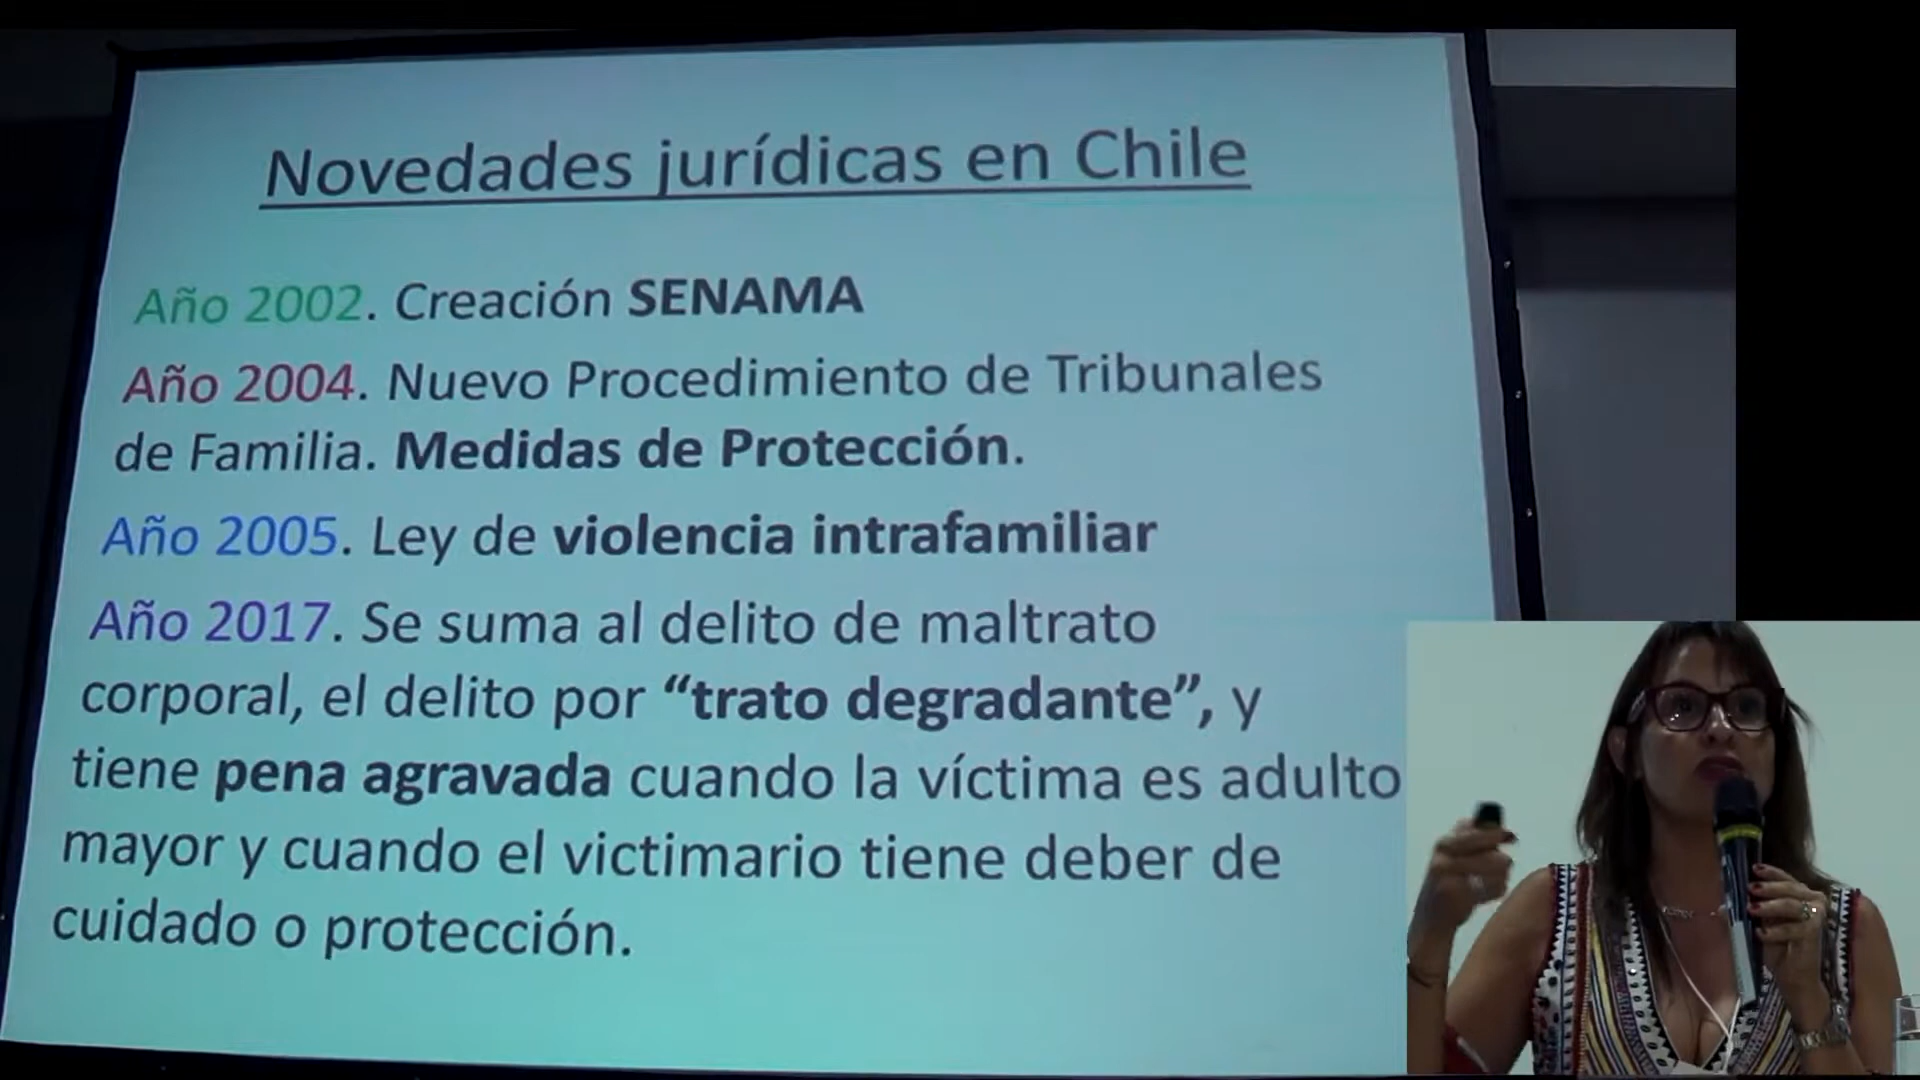 Novedades jurídicas en Chile
Año 2002. Creación SENAMA
Año 2004. Nuevo Procedimiento de Tribunales
de Familia. Medidas de Protección.
Año 2005. Ley de violencia intrafamiliar
Año 2017. Se suma al delito de maltrato
corporal, el delito por “trato degradante”, y
tiene pena agravada cuando la víctima es adulto
mayor y cuando el victimario tiene deber de
cuidado o protección.